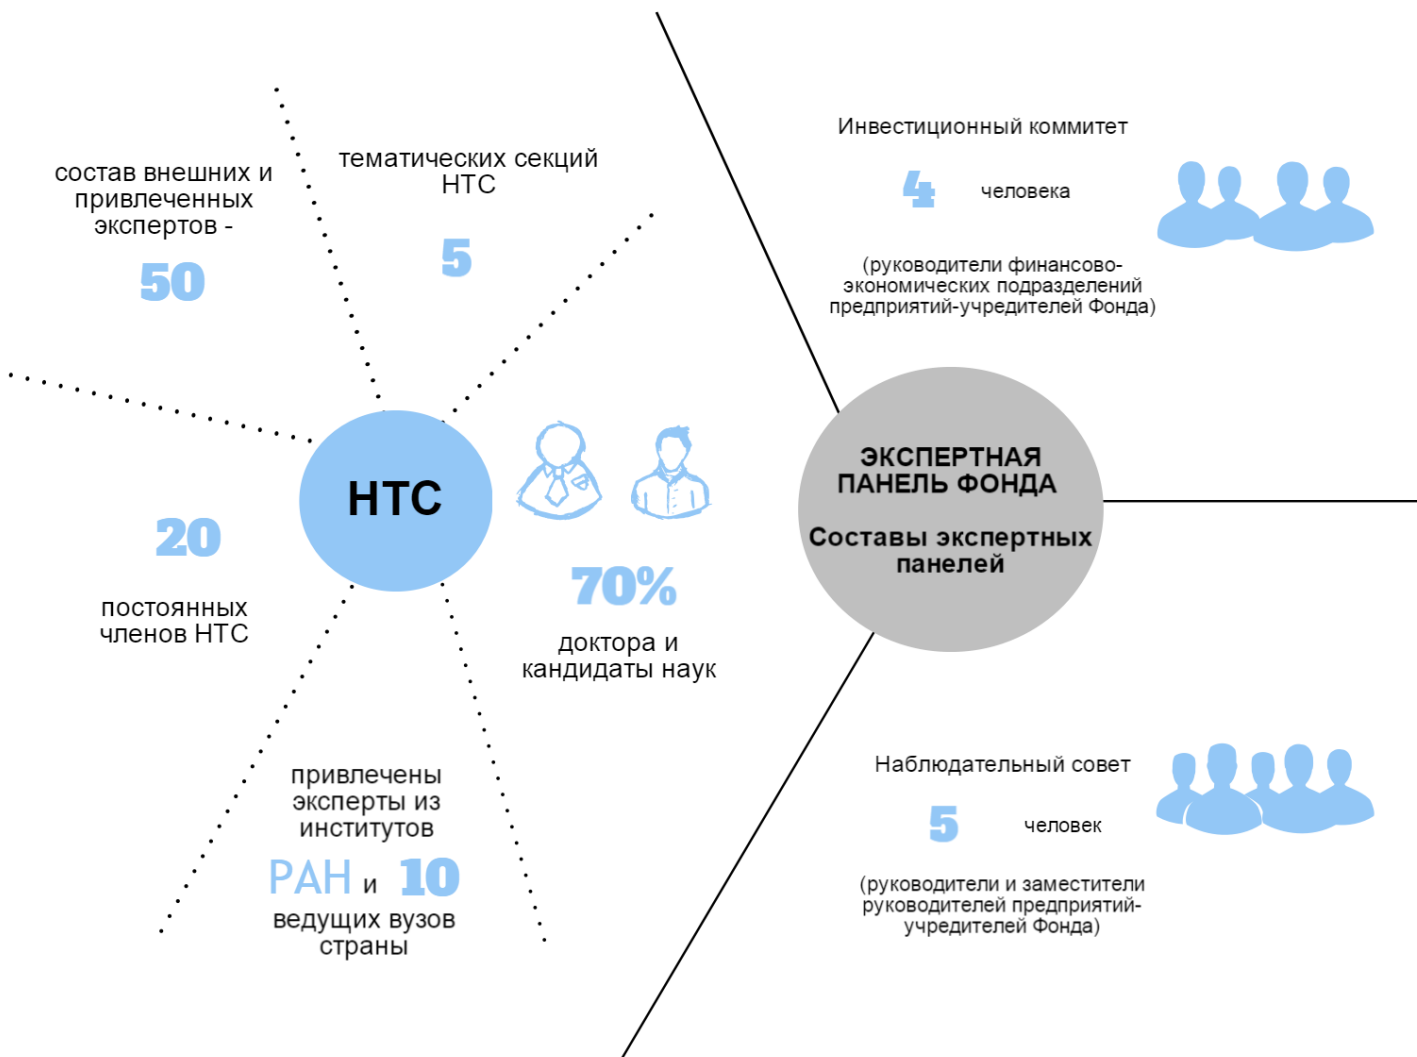 состав внешних и
привлеченных
экспертов -
50
тематических секций
НТС
5
НТС
20
постоянных
членов НТС
70%
доктора и
кандидаты наук
привлечены
эксперты из
институтов
РАН и 10
ведущих вузов
страны
ЭКСПЕРТНАЯ
ПАНЕЛЬ ФОНДА
Составы экспертных
панелей
Инвестиционный коммитет
4 человека
(руководители финансово-
экономических подразделений
предприятий-учредителей Фонда)
Наблюдательный совет
5 человек
(руководители и заместители
руководителей предприятий-
учредителей Фонда)